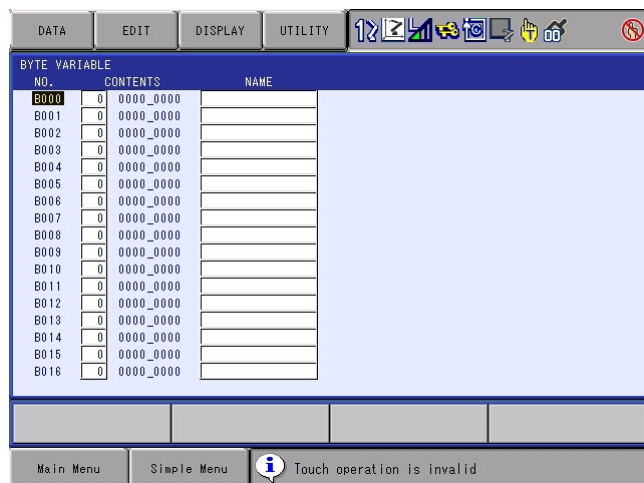 DATA EDIT DISPLAY UTILITY
BYTE VARIABLE
NO. CONTENTS NAME
B000 0 0000_0000
B001 0 0000_0000
B002 0 0000_0000
B003 0 0000_0000
B004 0 0000_0000
B005 0 0000_0000
B006 0 0000_0000
B007 0 0000_0000
B008 0 0000_0000
B009 0 0000_0000
B010 0 0000_0000
B011 0 0000_0000
B012 0 0000_0000
B013 0 0000_0000
B014 0 0000_0000
B015 0 0000_0000
B016 0 0000_0000
Main Menu Simple Menu Touch operation is invalid